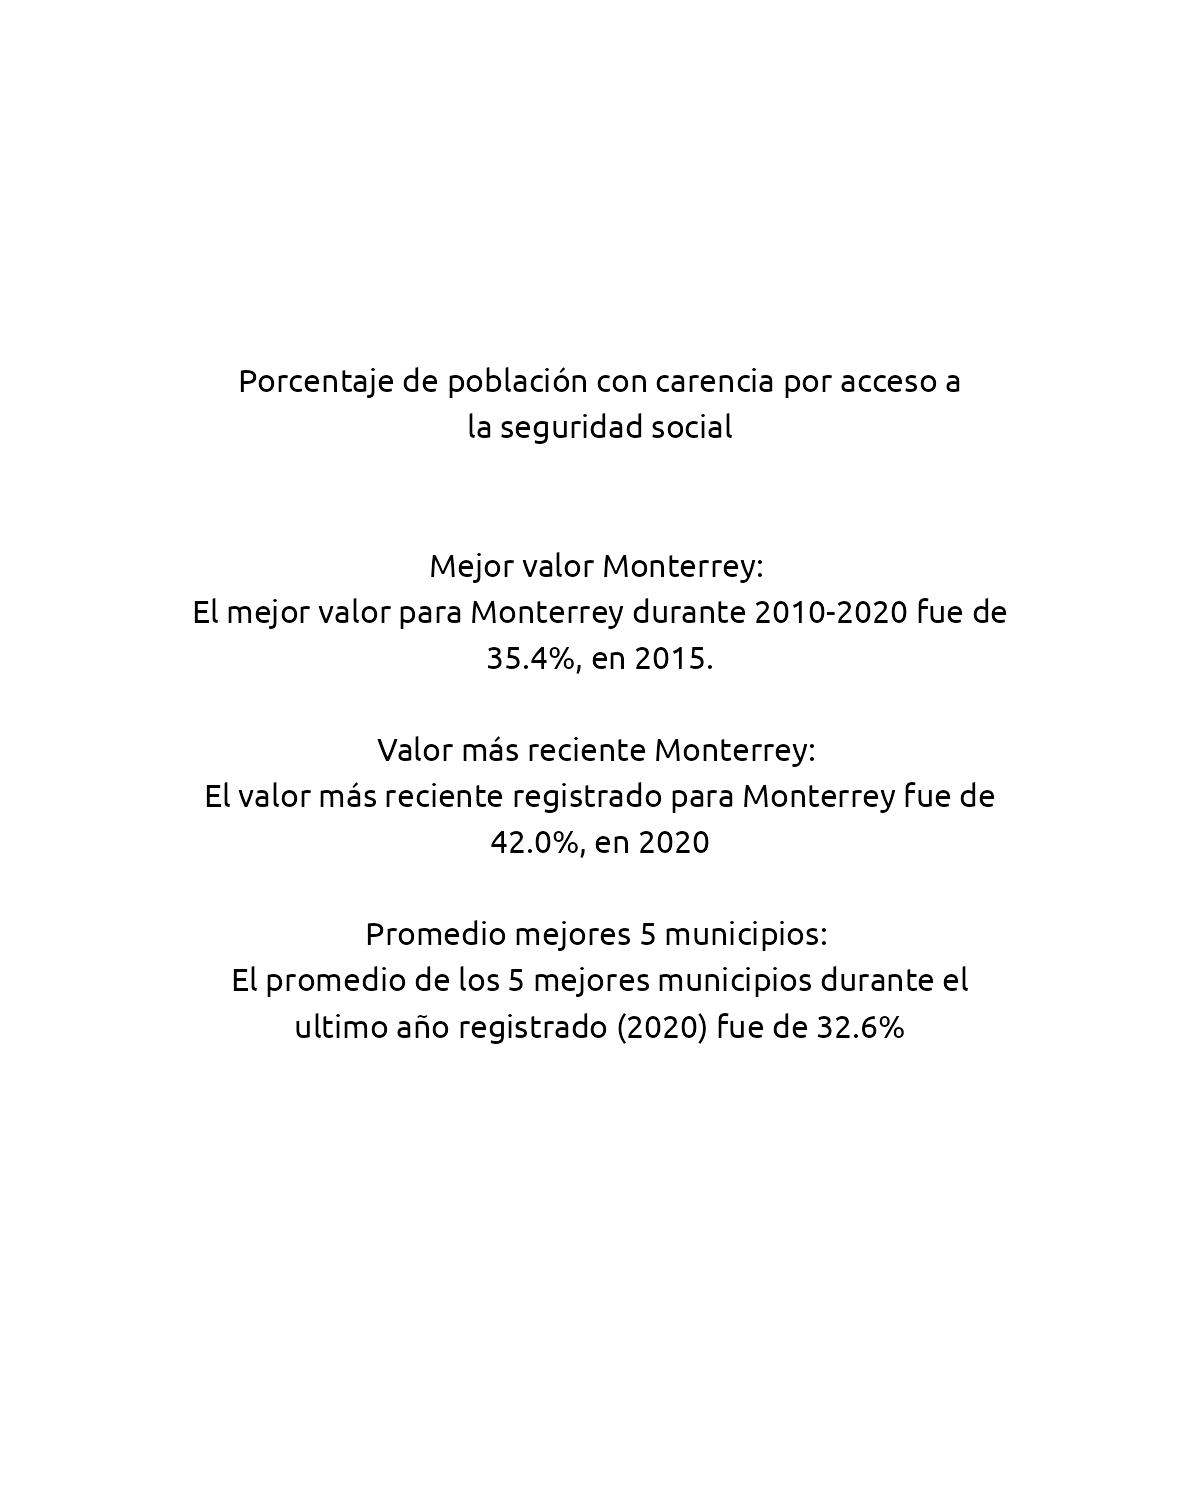 Porcentaje de población con carencia por acceso a
la seguridad social
Mejor valor Monterrey:
El mejor valor para Monterrey durante 2010-2020 fue de
35.4%, en 2015.
Valor más reciente Monterrey:
El valor más reciente registrado para Monterrey fue de
42.0%, en 2020
Promedio mejores 5 municipios:
El promedio de los 5 mejores municipios durante el
ultimo año registrado (2020) fue de 32.6%